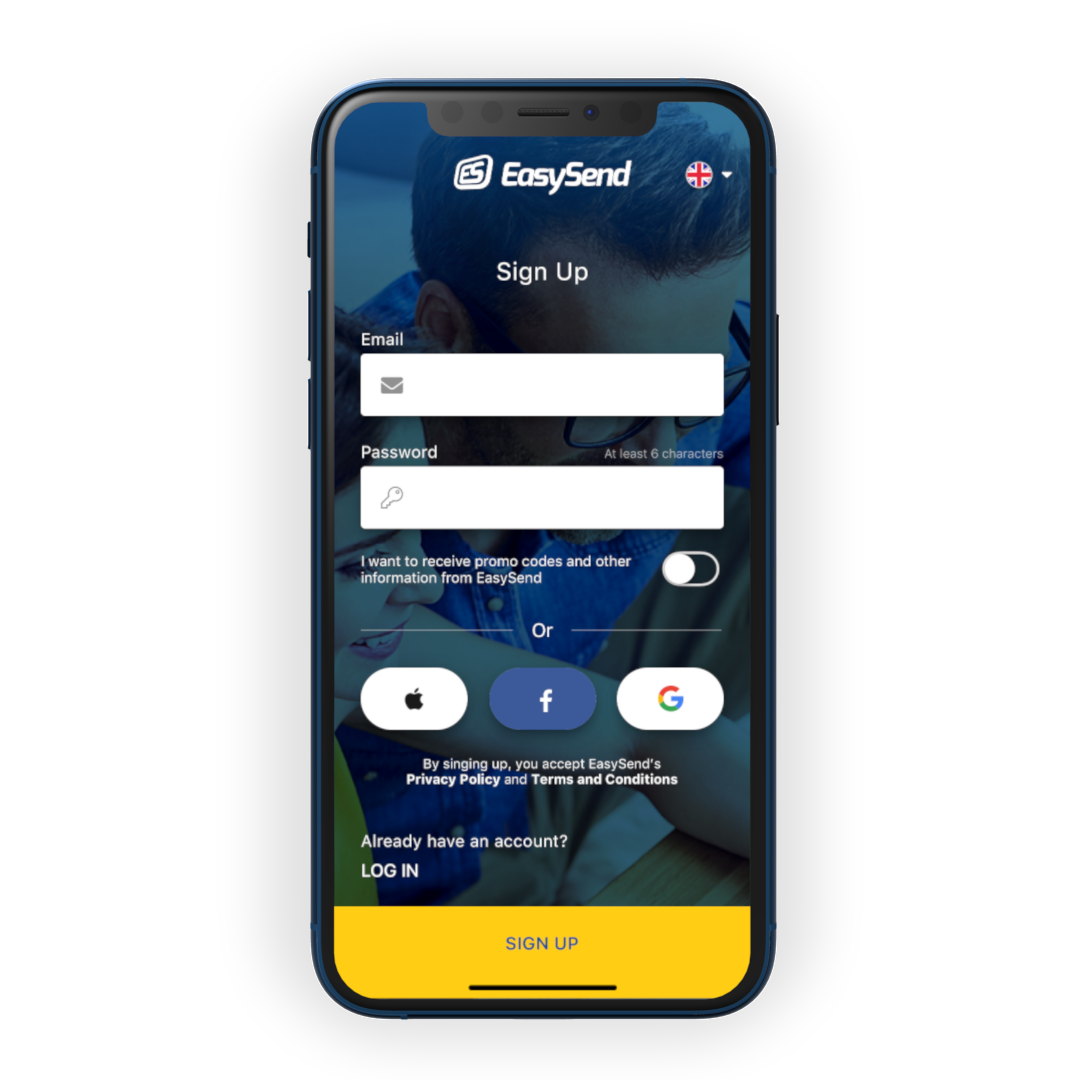 ES EasySend
Sign Up
Email
Password
At least 6 characters
I want to receive promo codes and other
information from EasySend
Or
f
G
By singing up, you accept EasySend's
Privacy Policy and Terms and Conditions
Already have an account?
LOG IN
SIGN UP